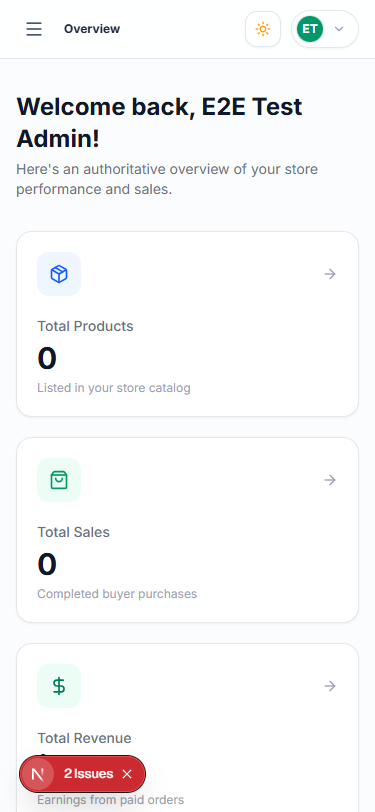 Overview
ET
Welcome back, E2E Test
Admin!
Here's an authoritative overview of your store
performance and sales.
Total Products
0
Listed in your store catalog
Total Sales
0
Completed buyer purchases
Total Revenue
N
2 Issues
Earnings from paid orders